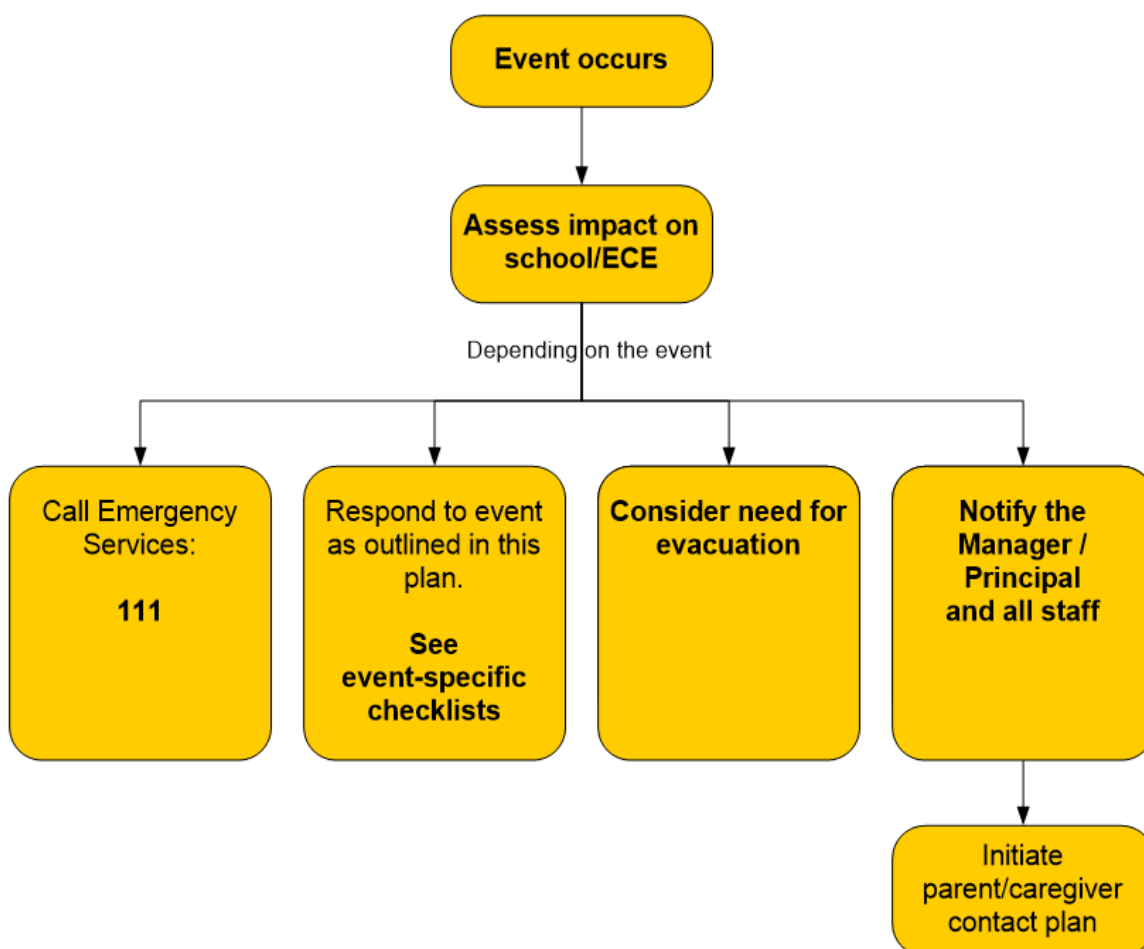 Event occurs
Assess impact on
school/ECE
Depending on the event
Call Emergency
Services:
111
Respond to event
as outlined in this
plan.
See
event-specific
checklists
Consider need for
evacuation
Notify the
Manager /
Principal
and all staff
Initiate
parent/caregiver
contact plan